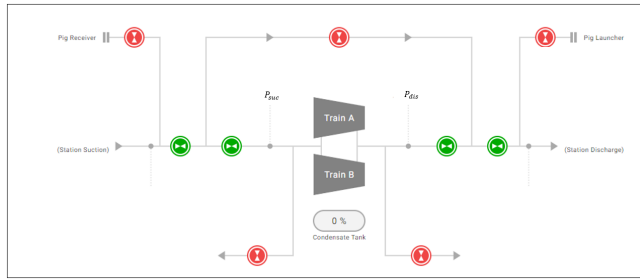 Pig Receiver
Pig Launcher
P_suc
P_dis
Train A
(Station Suction)
(Station Discharge)
Train B
0 %
Condensate Tank